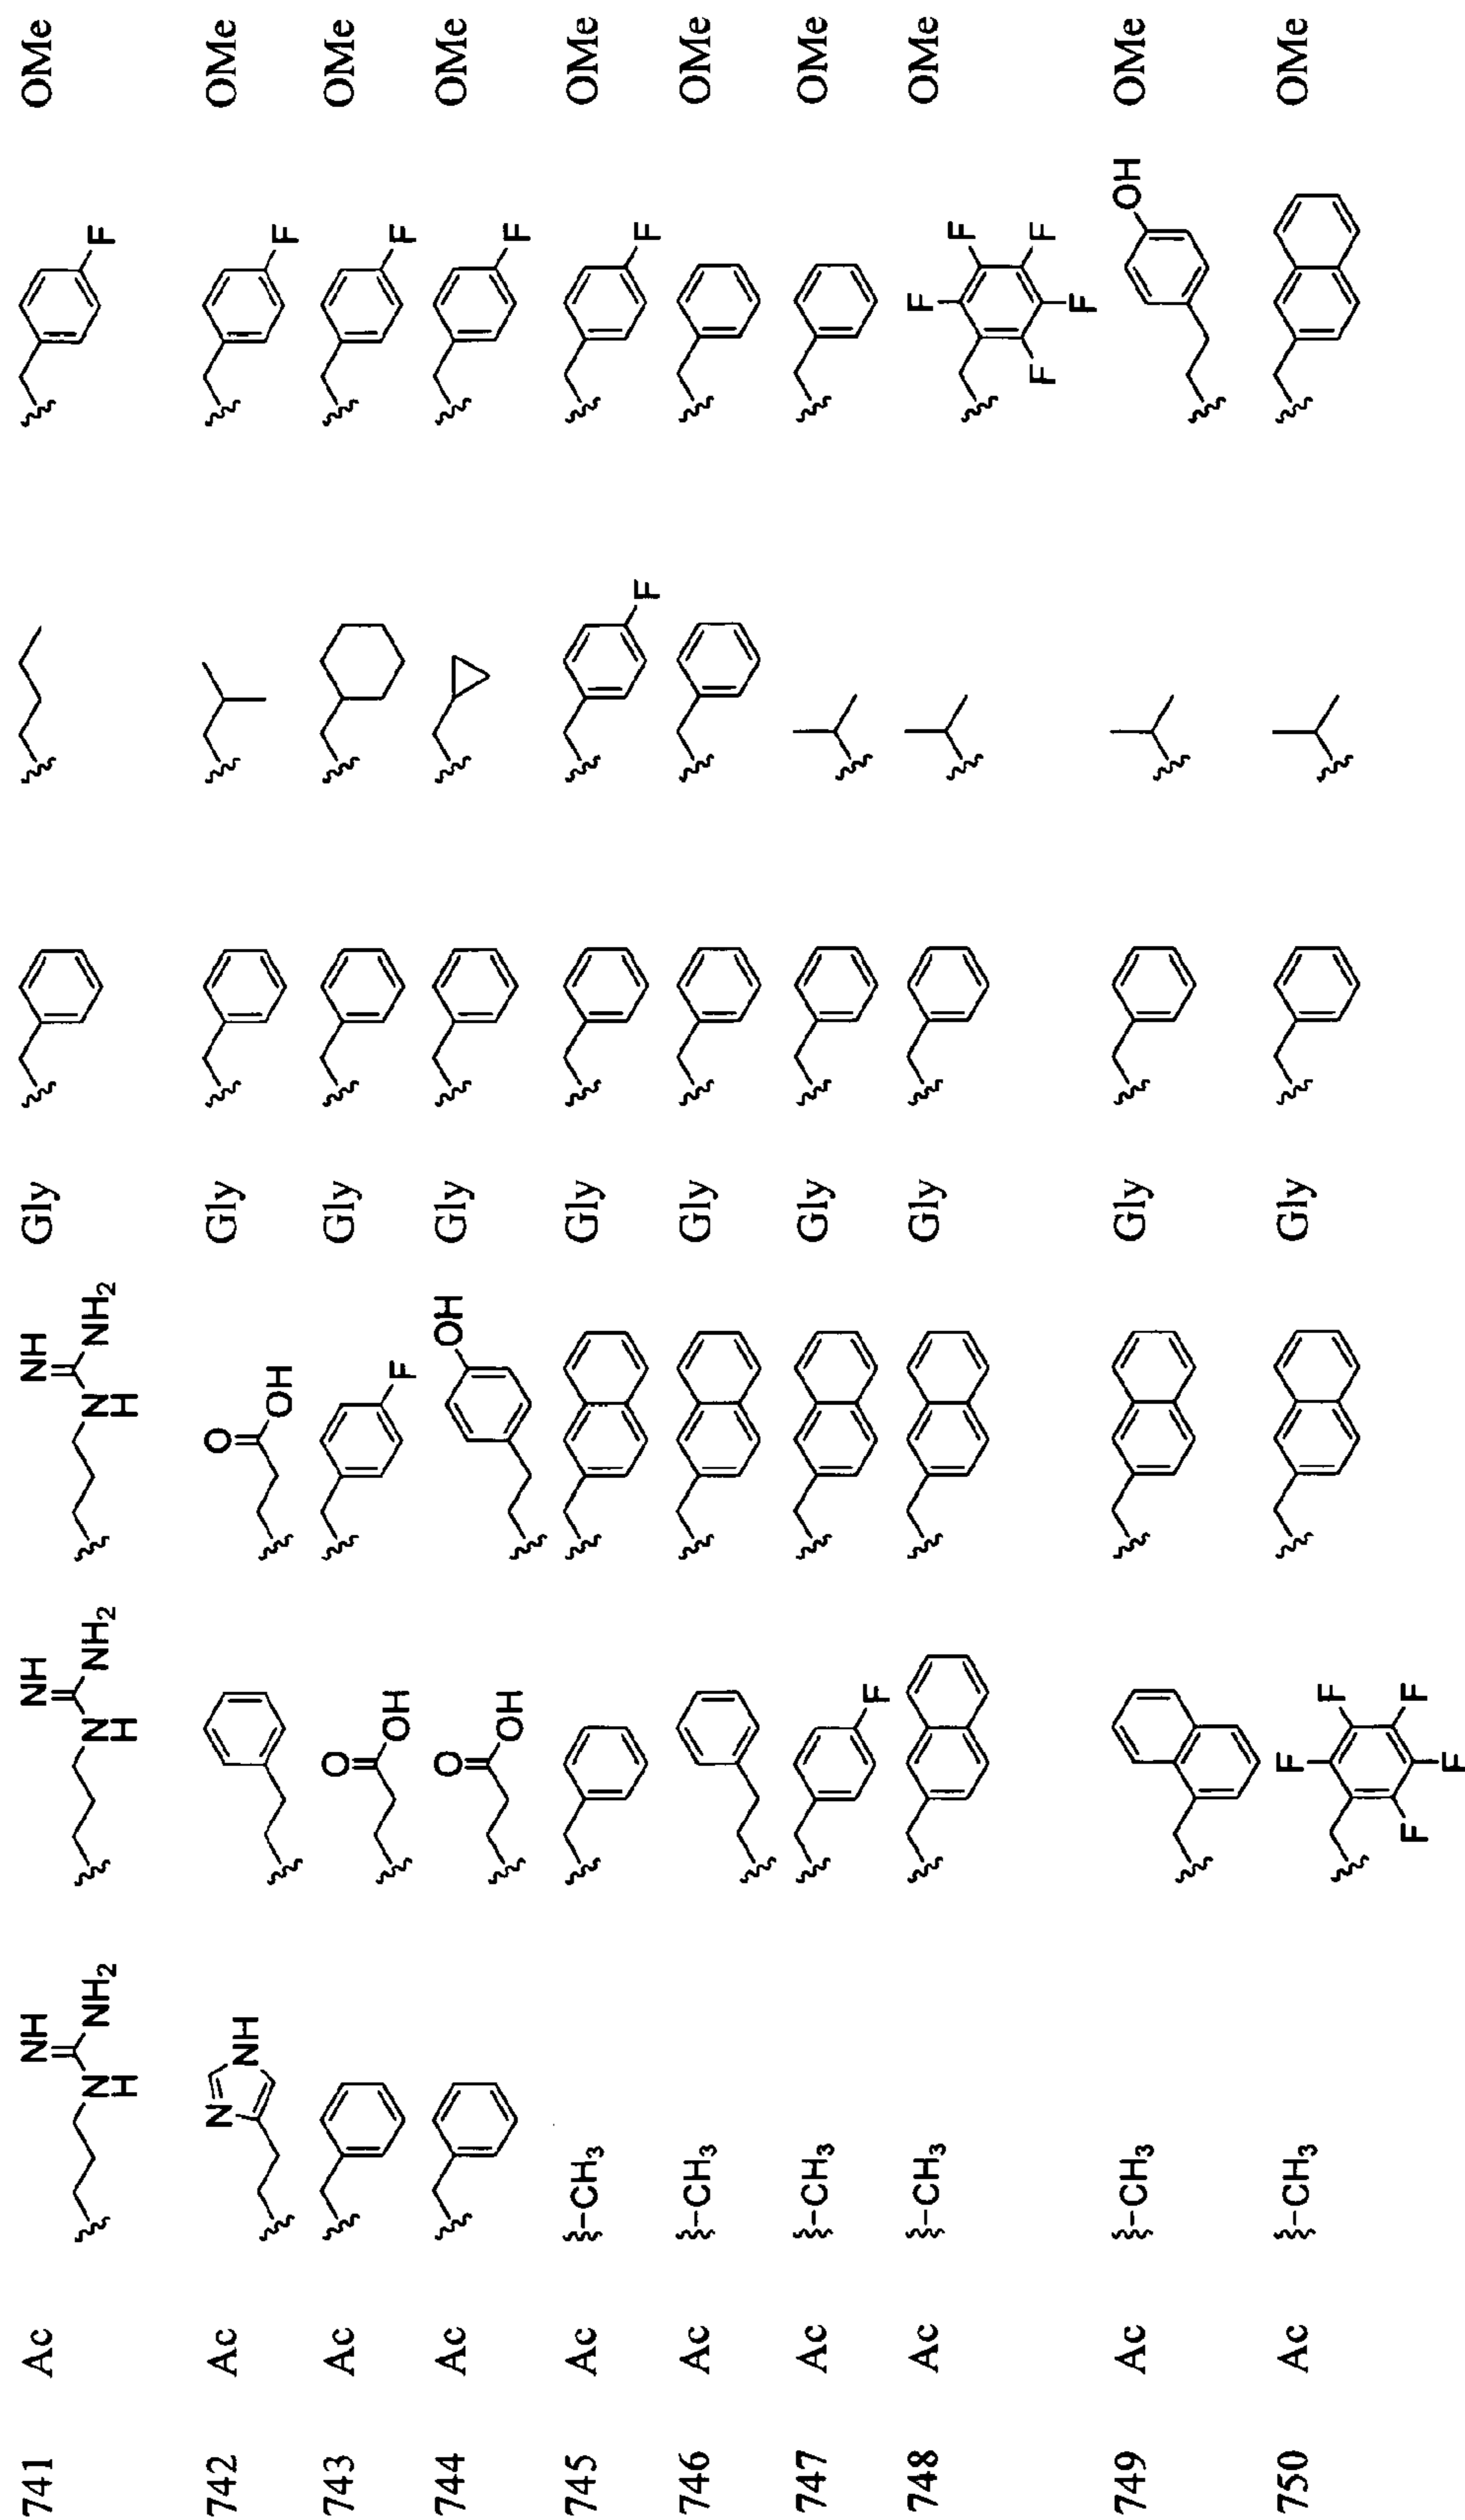 741 Ac NH N H NH2 NH N H NH2 NH N H NH2 Gly F OMe
742 Ac N NH O OH Gly F OMe
743 Ac O OH F Gly F OMe
744 Ac O OH OH Gly F OMe
745 Ac -CH3 Gly F F OMe
746 Ac -CH3 Gly OMe
747 Ac -CH3 F Gly OMe
748 Ac -CH3 Gly F F F F F OMe
749 Ac -CH3 Gly OH OMe
750 Ac -CH3 F F F F F Gly OMe